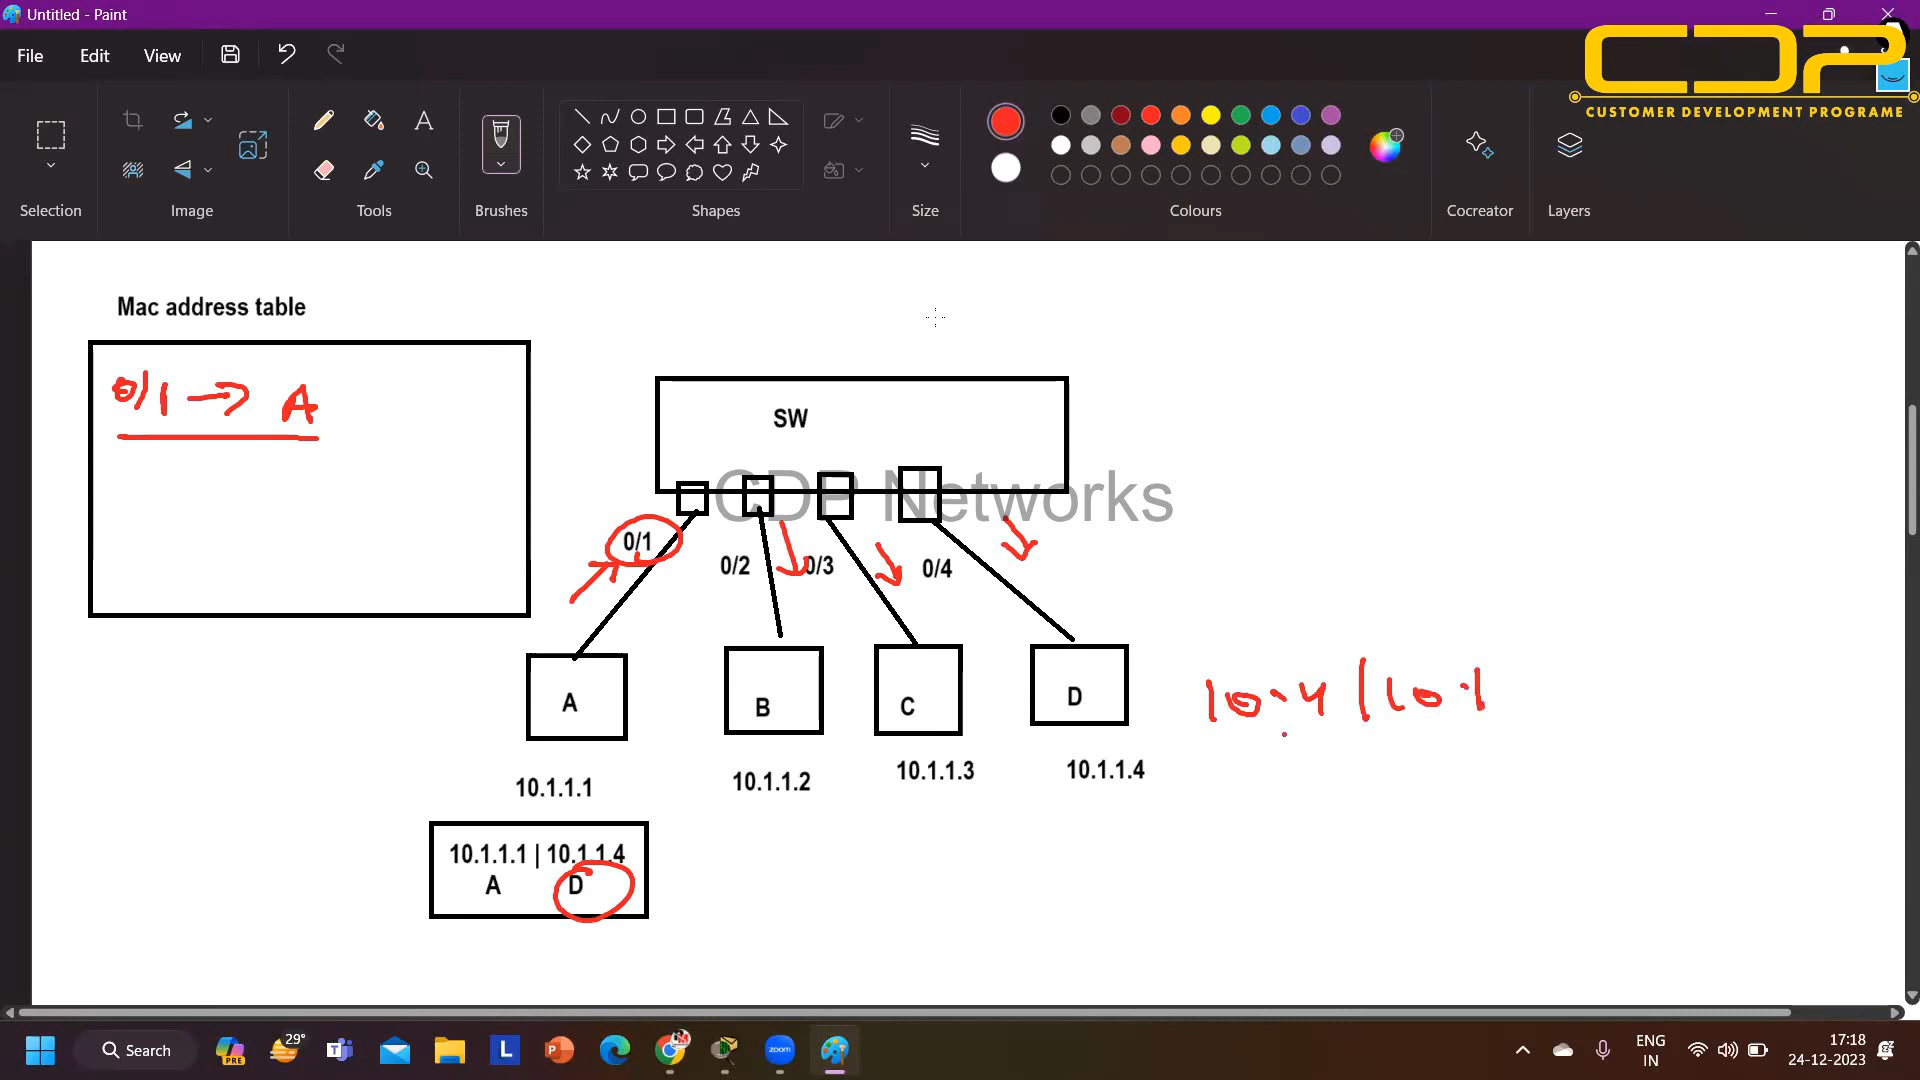 Untitled - Paint
File Edit View
CDP
CUSTOMER DEVELOPMENT PROGRAME
Selection Image Tools Brushes Shapes Size Colours Cocreator Layers
Mac address table
0/1 → A
SW
CDP Networks
0/1
0/2
0/3
0/4
A
B
C
D
10.4 | 10.1
10.1.1.1
10.1.1.2
10.1.1.3
10.1.1.4
10.1.1.1 | 10.1.1.4
A D
Search
PRE
29°
L
zoom
ENG
IN
17:18
24-12-2023